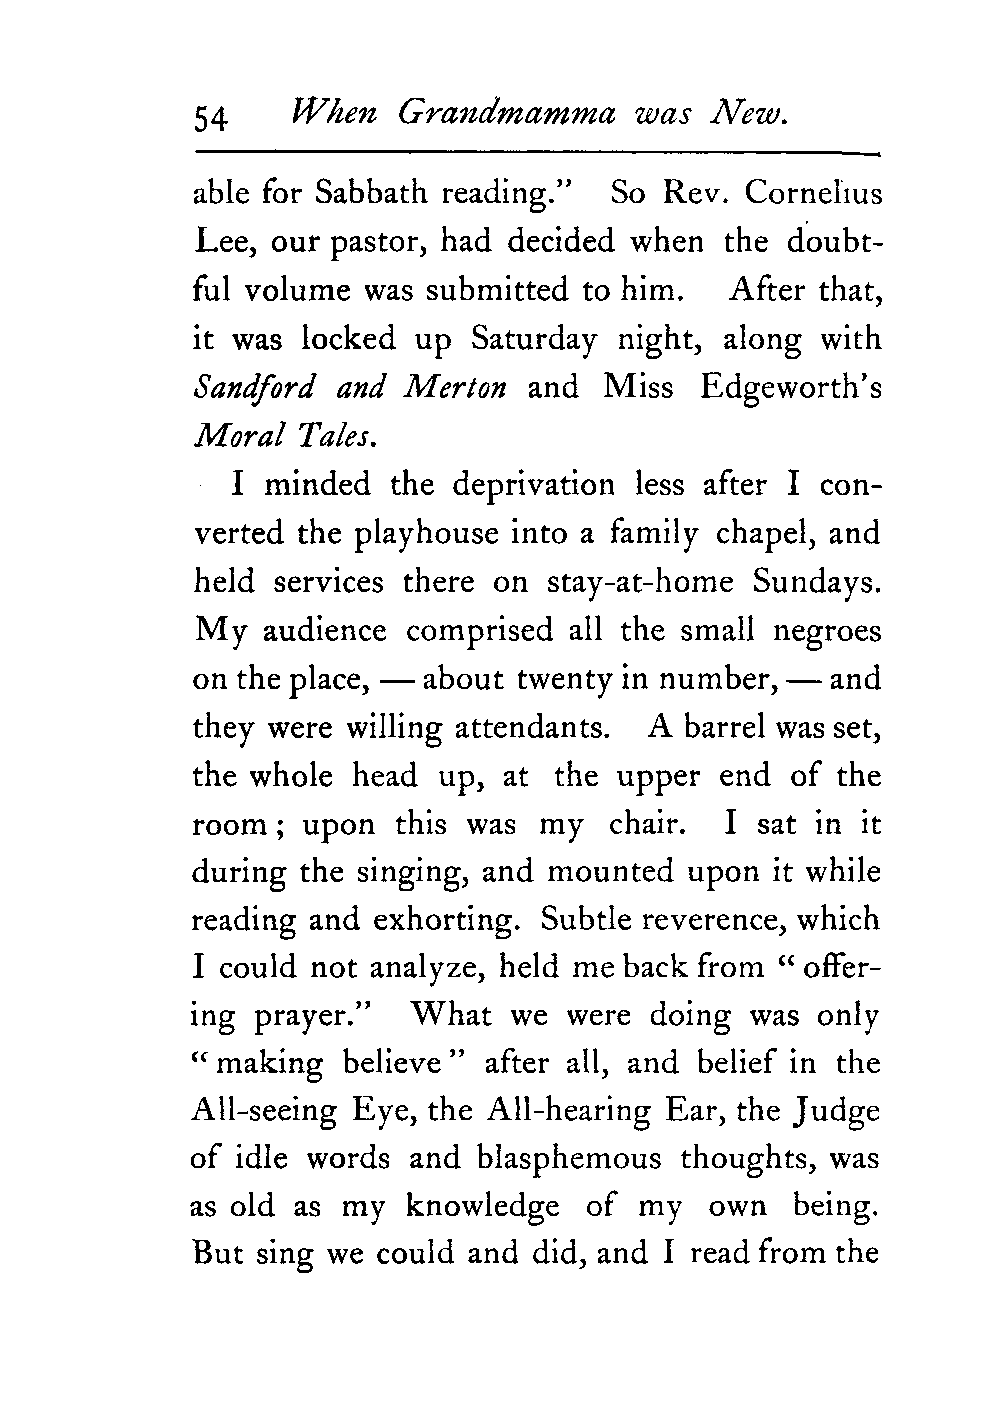 54 When Grandmamma was New.
able for Sabbath reading." So Rev. Cornelius
Lee, our pastor, had decided when the doubt-
ful volume was submitted to him. After that,
it was locked up Saturday night, along with
Sandford and Merton and Miss Edgeworth's
Moral Tales.
I minded the deprivation less after I con-
verted the playhouse into a family chapel, and
held services there on stay-at-home Sundays.
My audience comprised all the small negroes
on the place, — about twenty in number, — and
they were willing attendants. A barrel was set,
the whole head up, at the upper end of the
room; upon this was my chair. I sat in it
during the singing, and mounted upon it while
reading and exhorting. Subtle reverence, which
I could not analyze, held me back from "offer-
ing prayer." What we were doing was only
"making believe" after all, and belief in the
All-seeing Eye, the All-hearing Ear, the Judge
of idle words and blasphemous thoughts, was
as old as my knowledge of my own being.
But sing we could and did, and I read from the